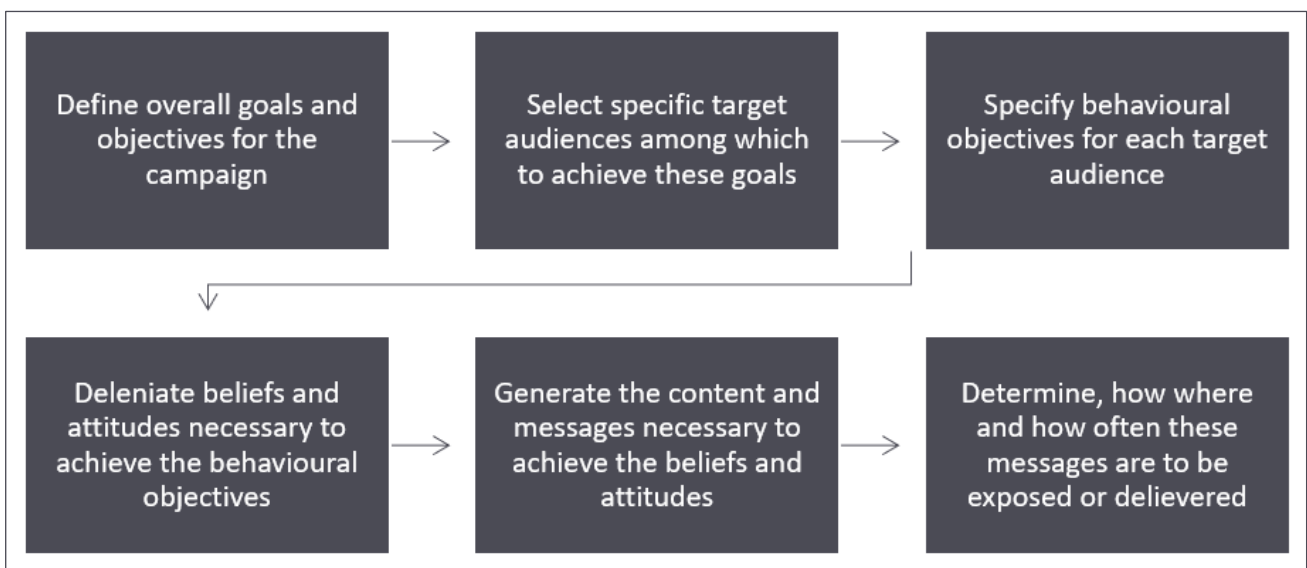 Define overall goals and
objectives for the
campaign
Select specific target
audiences among which
to achieve these goals
Specify behavioural
objectives for each target
audience
Deleniate beliefs and
attitudes necessary to
achieve the behavioural
objectives
Generate the content and
messages necessary to
achieve the beliefs and
attitudes
Determine, how where
and how often these
messages are to be
exposed or delievered